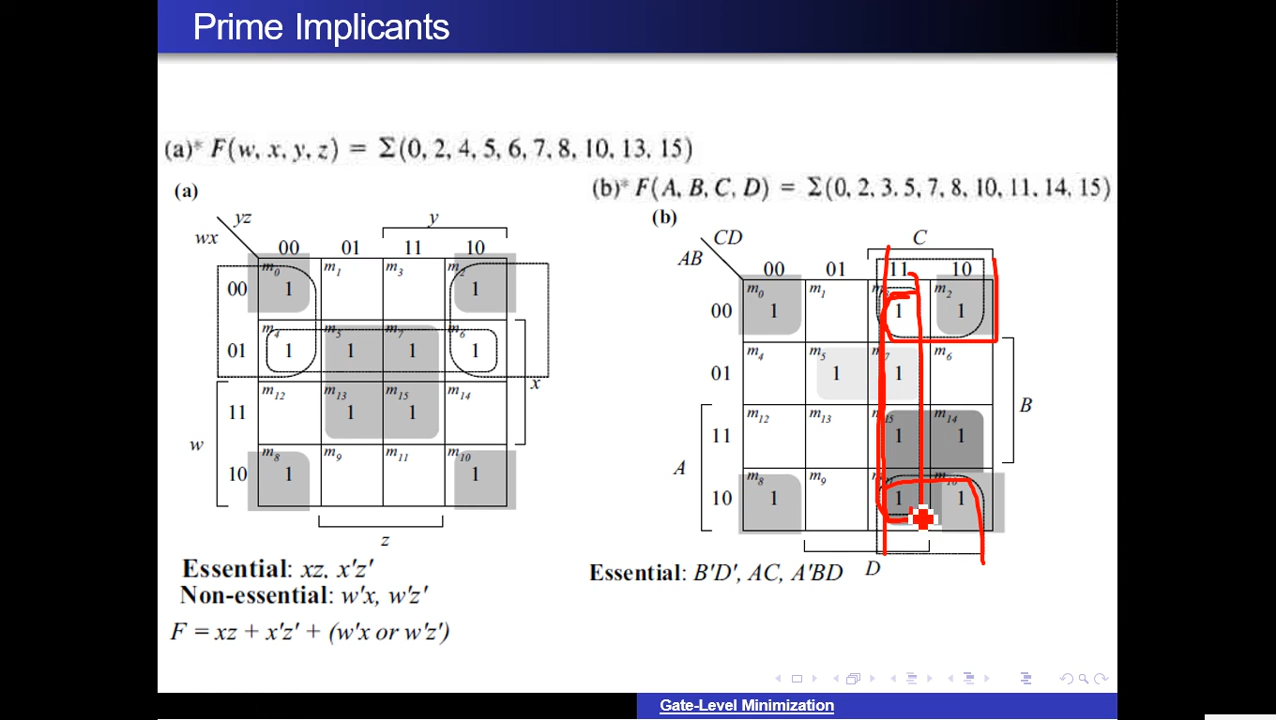 Prime Implicants
(a)* F(w, x, y, z) = Σ(0, 2, 4, 5, 6, 7, 8, 10, 13, 15)
(b)* F(A, B, C, D) = Σ(0, 2, 3, 5, 7, 8, 10, 11, 14, 15)
(a)
yz
wx
y
00 01 11 10
m0 m1 m3 m2
00 1 1
m4 m5 m7 m6
01 1 1 1 1
x
m12 m13 m15 m14
11 1 1
w
m8 m9 m11 m10
10 1 1
z
Essential: xz, x'z'
Non-essential: w'x, w'z'
F = xz + x'z' + (w'x or w'z')
(b)
CD
AB
C
00 01 11 10
m0 m1 m2
00 1 1 1
m4 m5 m7 m6
01 1 1
B
m12 m13 m15 m14
11 1 1
A
m8 m9 m10
10 1 1 1
D
Essential: B'D', AC, A'BD
Gate-Level Minimization